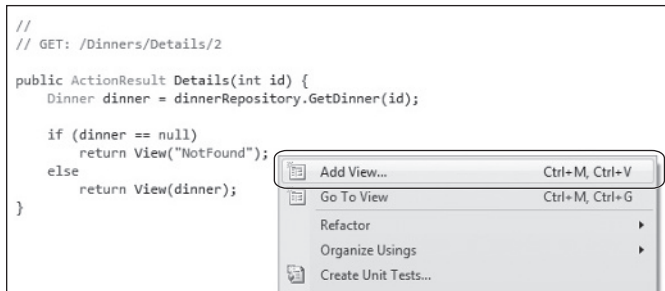 //
// GET: /Dinners/Details/2
public ActionResult Details(int id) {
Dinner dinner = dinnerRepository.GetDinner(id);
if (dinner == null)
return View("NotFound");
else
return View(dinner);
}
Add View... Ctrl+M, Ctrl+V
Go To View Ctrl+M, Ctrl+G
Refactor
Organize Usings
Create Unit Tests...